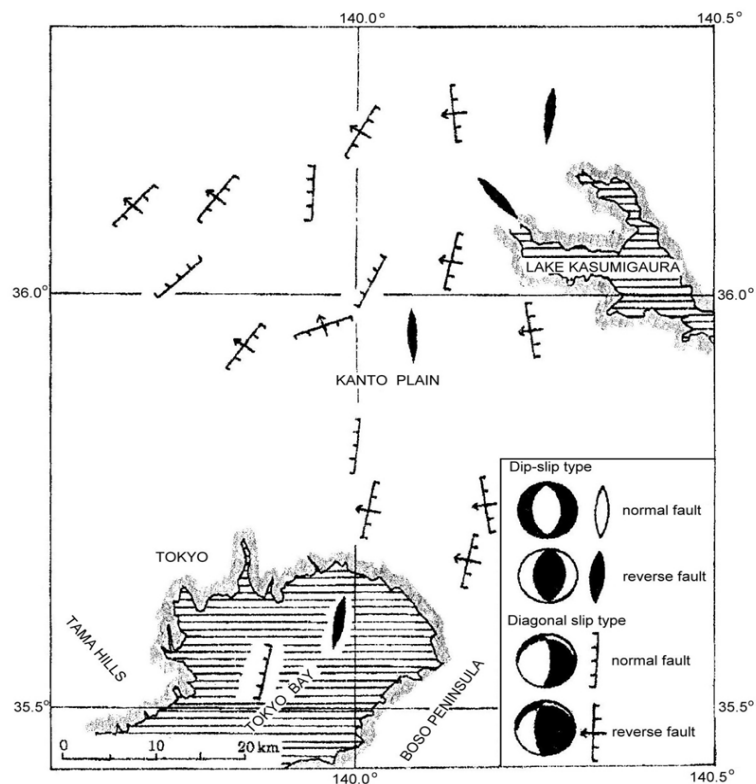 140.0°
140.5°
LAKE KASUMIGAURA
36.0°
36.0°
KANTO PLAIN
Dip-slip type
normal fault
reverse fault
Diagonal slip type
normal fault
reverse fault
TOKYO
TAMA HILLS
TOKYO BAY
BOSO PENINSULA
35.5°
35.5°
0 10 20 km
140.0°
140.5°